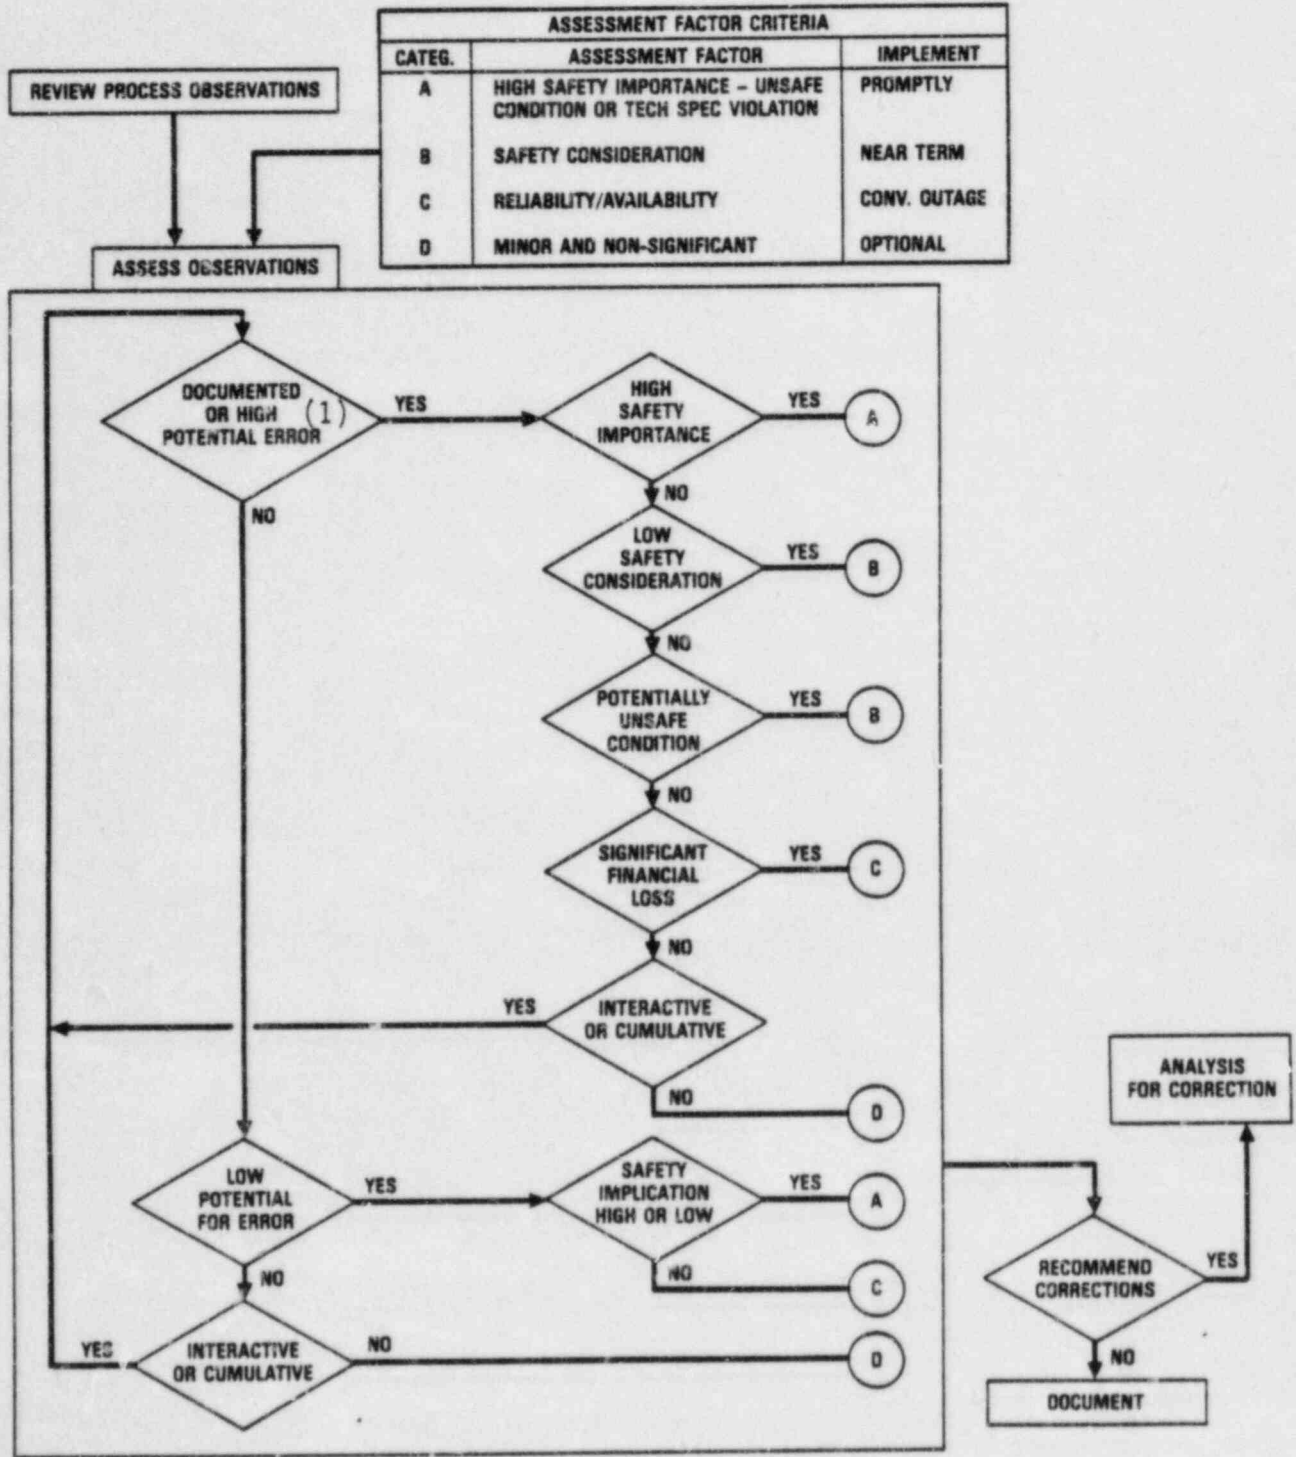 ASSESSMENT FACTOR CRITERIA
CATEG. ASSESSMENT FACTOR IMPLEMENT
A HIGH SAFETY IMPORTANCE – UNSAFE PROMPTLY
CONDITION OR TECH SPEC VIOLATION
B SAFETY CONSIDERATION NEAR TERM
C RELIABILITY/AVAILABILITY CONV. OUTAGE
D MINOR AND NON-SIGNIFICANT OPTIONAL
REVIEW PROCESS OBSERVATIONS
ASSESS OBSERVATIONS
DOCUMENTED
OR HIGH (1)
POTENTIAL ERROR
YES
HIGH
SAFETY
IMPORTANCE
YES
A
NO
NO
LOW
SAFETY
CONSIDERATION
YES
B
NO
POTENTIALLY
UNSAFE
CONDITION
YES
B
NO
SIGNIFICANT
FINANCIAL
LOSS
YES
C
NO
YES
INTERACTIVE
OR CUMULATIVE
NO
D
LOW
POTENTIAL
FOR ERROR
YES
SAFETY
IMPLICATION
HIGH OR LOW
YES
A
NO
NO
C
YES
INTERACTIVE
OR CUMULATIVE
NO
D
ANALYSIS
FOR CORRECTION
RECOMMEND
CORRECTIONS
YES
NO
DOCUMENT